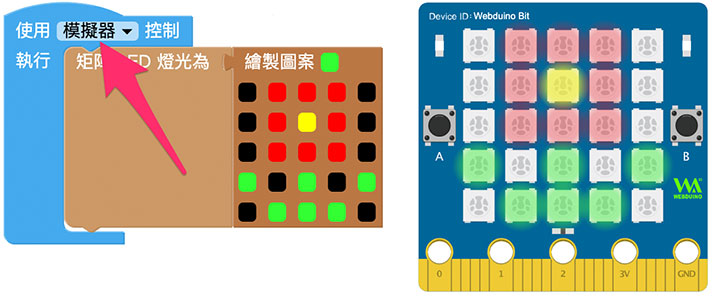 使用 模擬器 控制
執行
矩陣 LED 燈光為
繪製圖案
Device ID: Webduino Bit
A
B
WEBDUINO
0
1
2
3V
GND